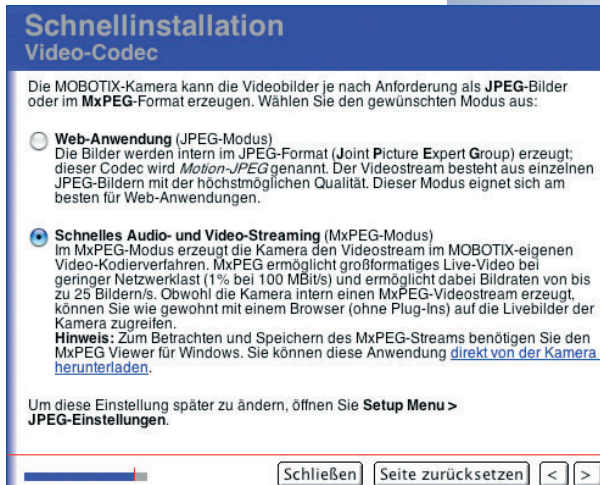 Schnellinstallation
Video-Codec
Die MOBOTIX-Kamera kann die Videobilder je nach Anforderung als JPEG-Bilder
oder im MxPEG-Format erzeugen. Wählen Sie den gewünschten Modus aus:
Web-Anwendung (JPEG-Modus)
Die Bilder werden intern im JPEG-Format (Joint Picture Expert Group) erzeugt;
dieser Codec wird Motion-JPEG genannt. Der Videostream besteht aus einzelnen
JPEG-Bildern mit der höchstmöglichen Qualität. Dieser Modus eignet sich am
besten für Web-Anwendungen.
Schnelles Audio- und Video-Streaming (MxPEG-Modus)
Im MxPEG-Modus erzeugt die Kamera den Videostream im MOBOTIX-eigenen
Video-Kodierverfahren. MxPEG ermöglicht großformatiges Live-Video bei
geringer Netzwerklast (1% bei 100 MBit/s) und ermöglicht dabei Bildraten von bis
zu 25 Bildern/s. Obwohl die Kamera intern einen MxPEG-Videostream erzeugt,
können Sie wie gewohnt mit einem Browser (ohne Plug-Ins) auf die Livebilder der
Kamera zugreifen.
Hinweis: Zum Betrachten und Speichern des MxPEG-Streams benötigen Sie den
MxPEG Viewer für Windows. Sie können diese Anwendung direkt von der Kamera
herunterladen.
Um diese Einstellung später zu ändern, öffnen Sie Setup Menu >
JPEG-Einstellungen.
Schließen Seite zurücksetzen < >